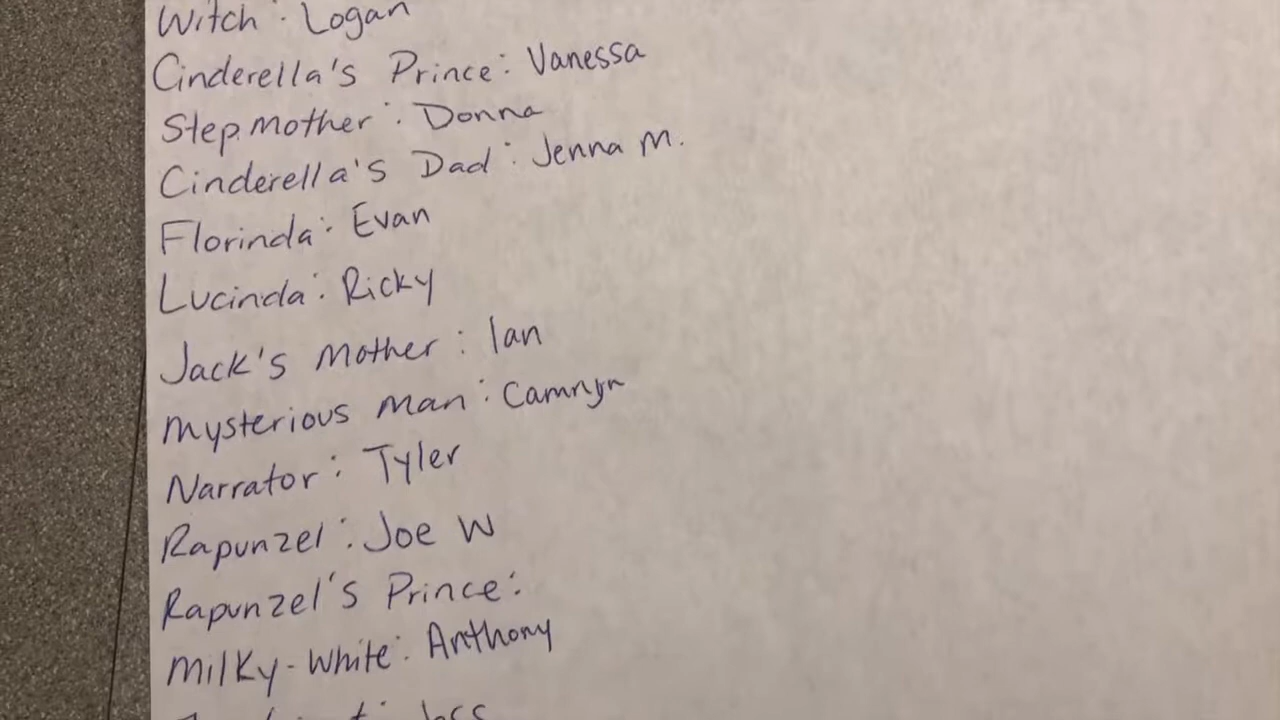 Witch: Logan
Cinderella's Prince: Vanessa
Stepmother: Donna
Cinderella's Dad: Jenna M.
Florinda: Evan
Lucinda: Ricky
Jack's Mother: Ian
Mysterious Man: Camryn
Narrator: Tyler
Rapunzel: Joe W
Rapunzel's Prince:
Milky-White: Anthony